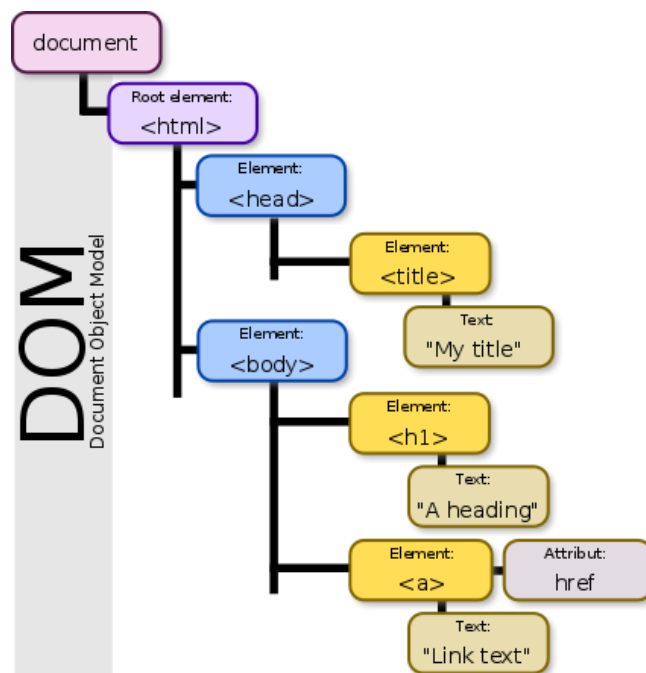 document
Root element:
<html>
Element:
<head>
Element:
<title>
Text
"My title"
DOM
Document Object Model
Element:
<body>
Element:
<h1>
Text:
"A heading"
Element:
<a>
Attribut:
href
Text:
"Link text"